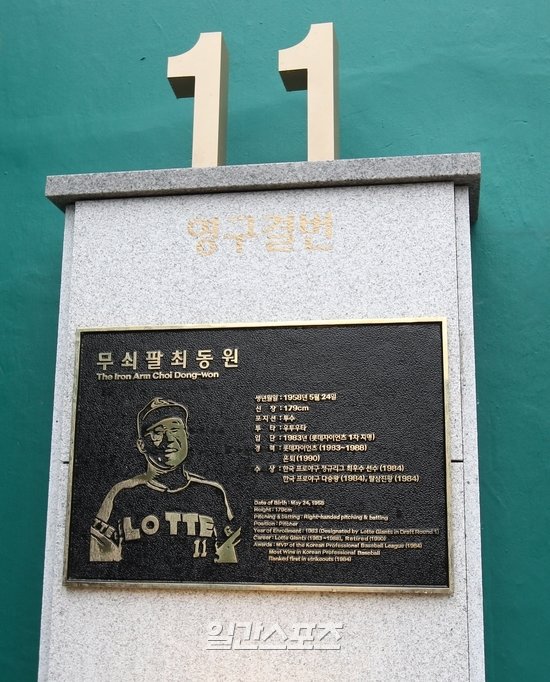 11
영구결번
무쇠팔 최동원
The Iron Arm Choi Dong-won
생년월일 : 1958년 5월 24일
신 장 : 179cm
포 지 션 : 투수
투 타 : 우투우타
입 단 : 1983년 (롯데자이언츠 1차 지명)
경 력 : 롯데자이언츠 (1983~1988)
은퇴(1990)
수 상 : 한국 프로야구 정규리그 최우수 선수 (1984)
한국 프로야구 다승왕 (1984), 탈삼진왕 (1984)
Date of Birth : May 24, 1958
Height : 179cm
Pitching & batting : Right-handed pitching & batting
Position : Pitcher
Year of Enrollment : 1983 (Designated by Lotte Giants in Draft Round 1)
Career : Lotte Giants (1983~1988), Retired (1990)
Awards : MVP of the Korean Professional Baseball League (1984)
Most Wins in Korean Professional Baseball
Ranked first in strikeouts (1984)
LOTTE
11
일간스포츠